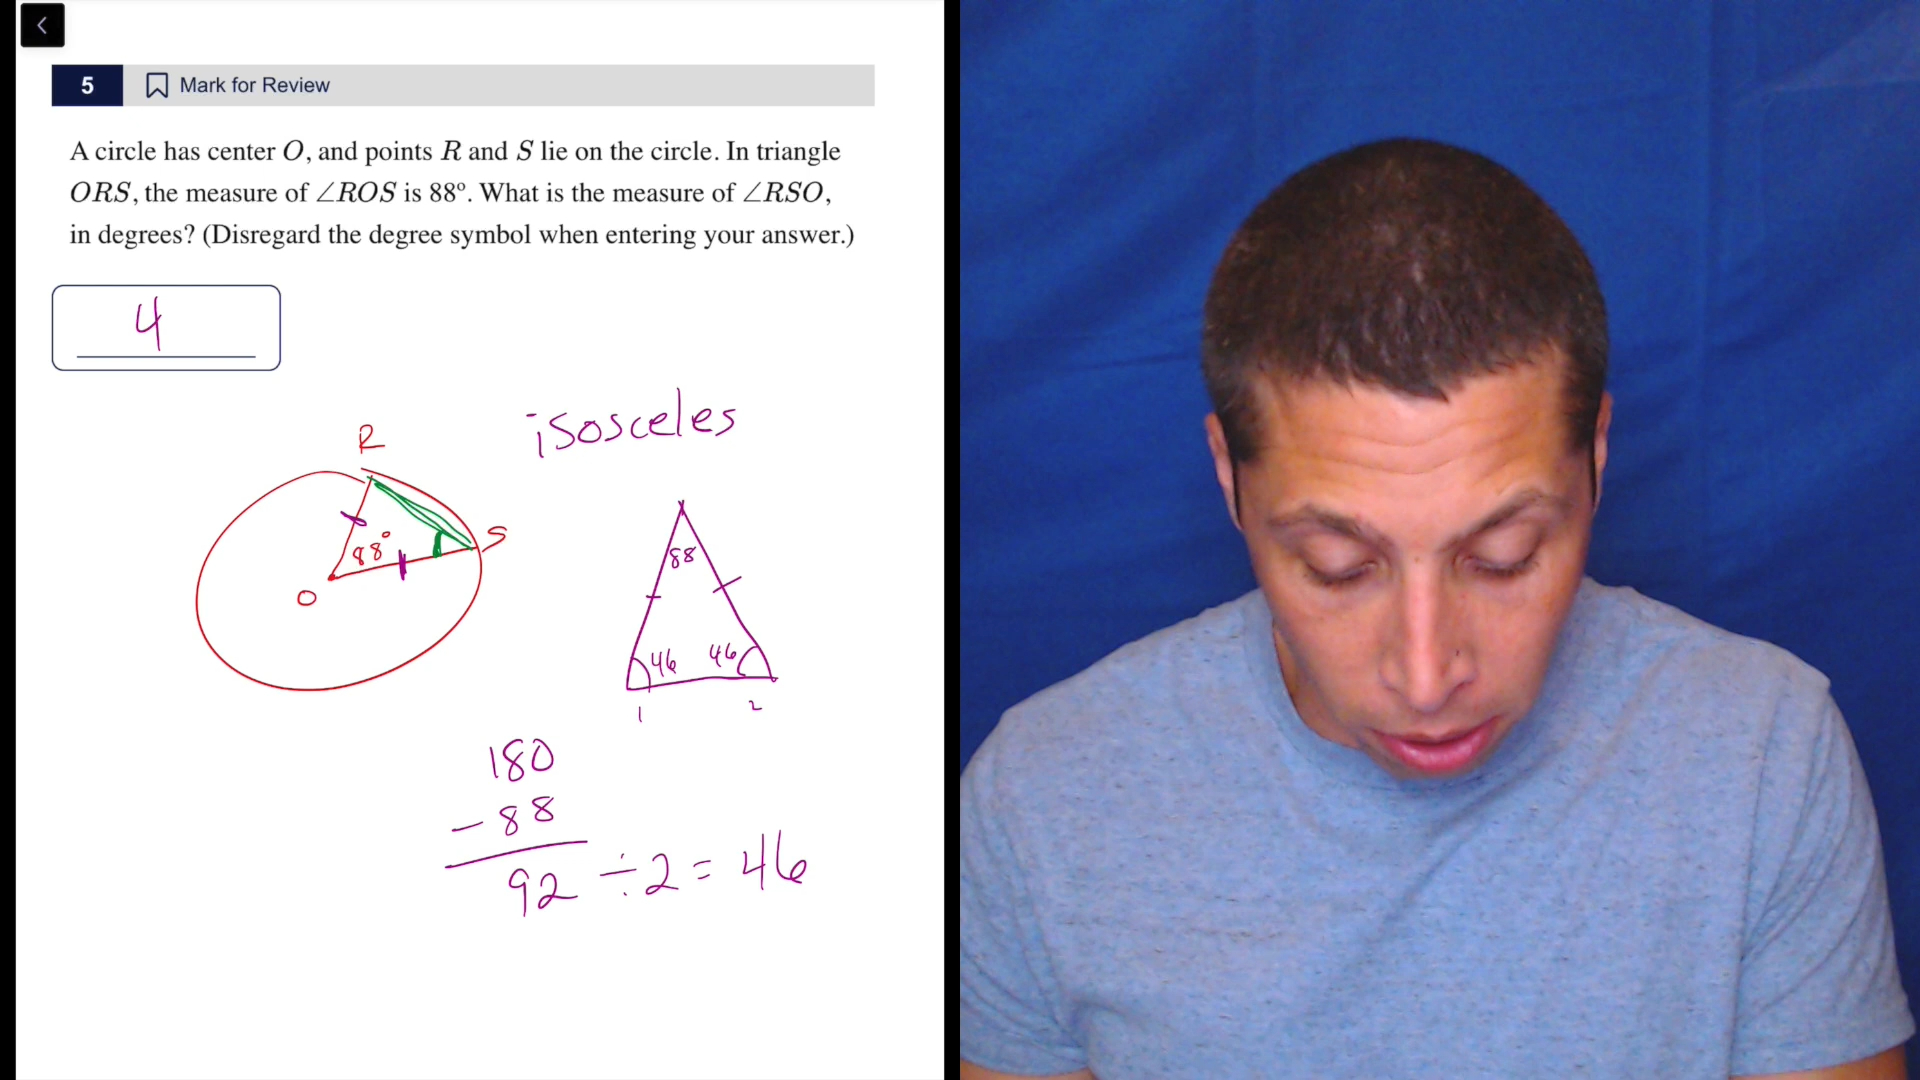 5 Mark for Review
A circle has center O, and points R and S lie on the circle. In triangle
ORS, the measure of ∠ROS is 88°. What is the measure of ∠RSO,
in degrees? (Disregard the degree symbol when entering your answer.)
4
isosceles
R
S
88°
O
88
46 46
1 2
180
- 88
92 ÷ 2 = 46